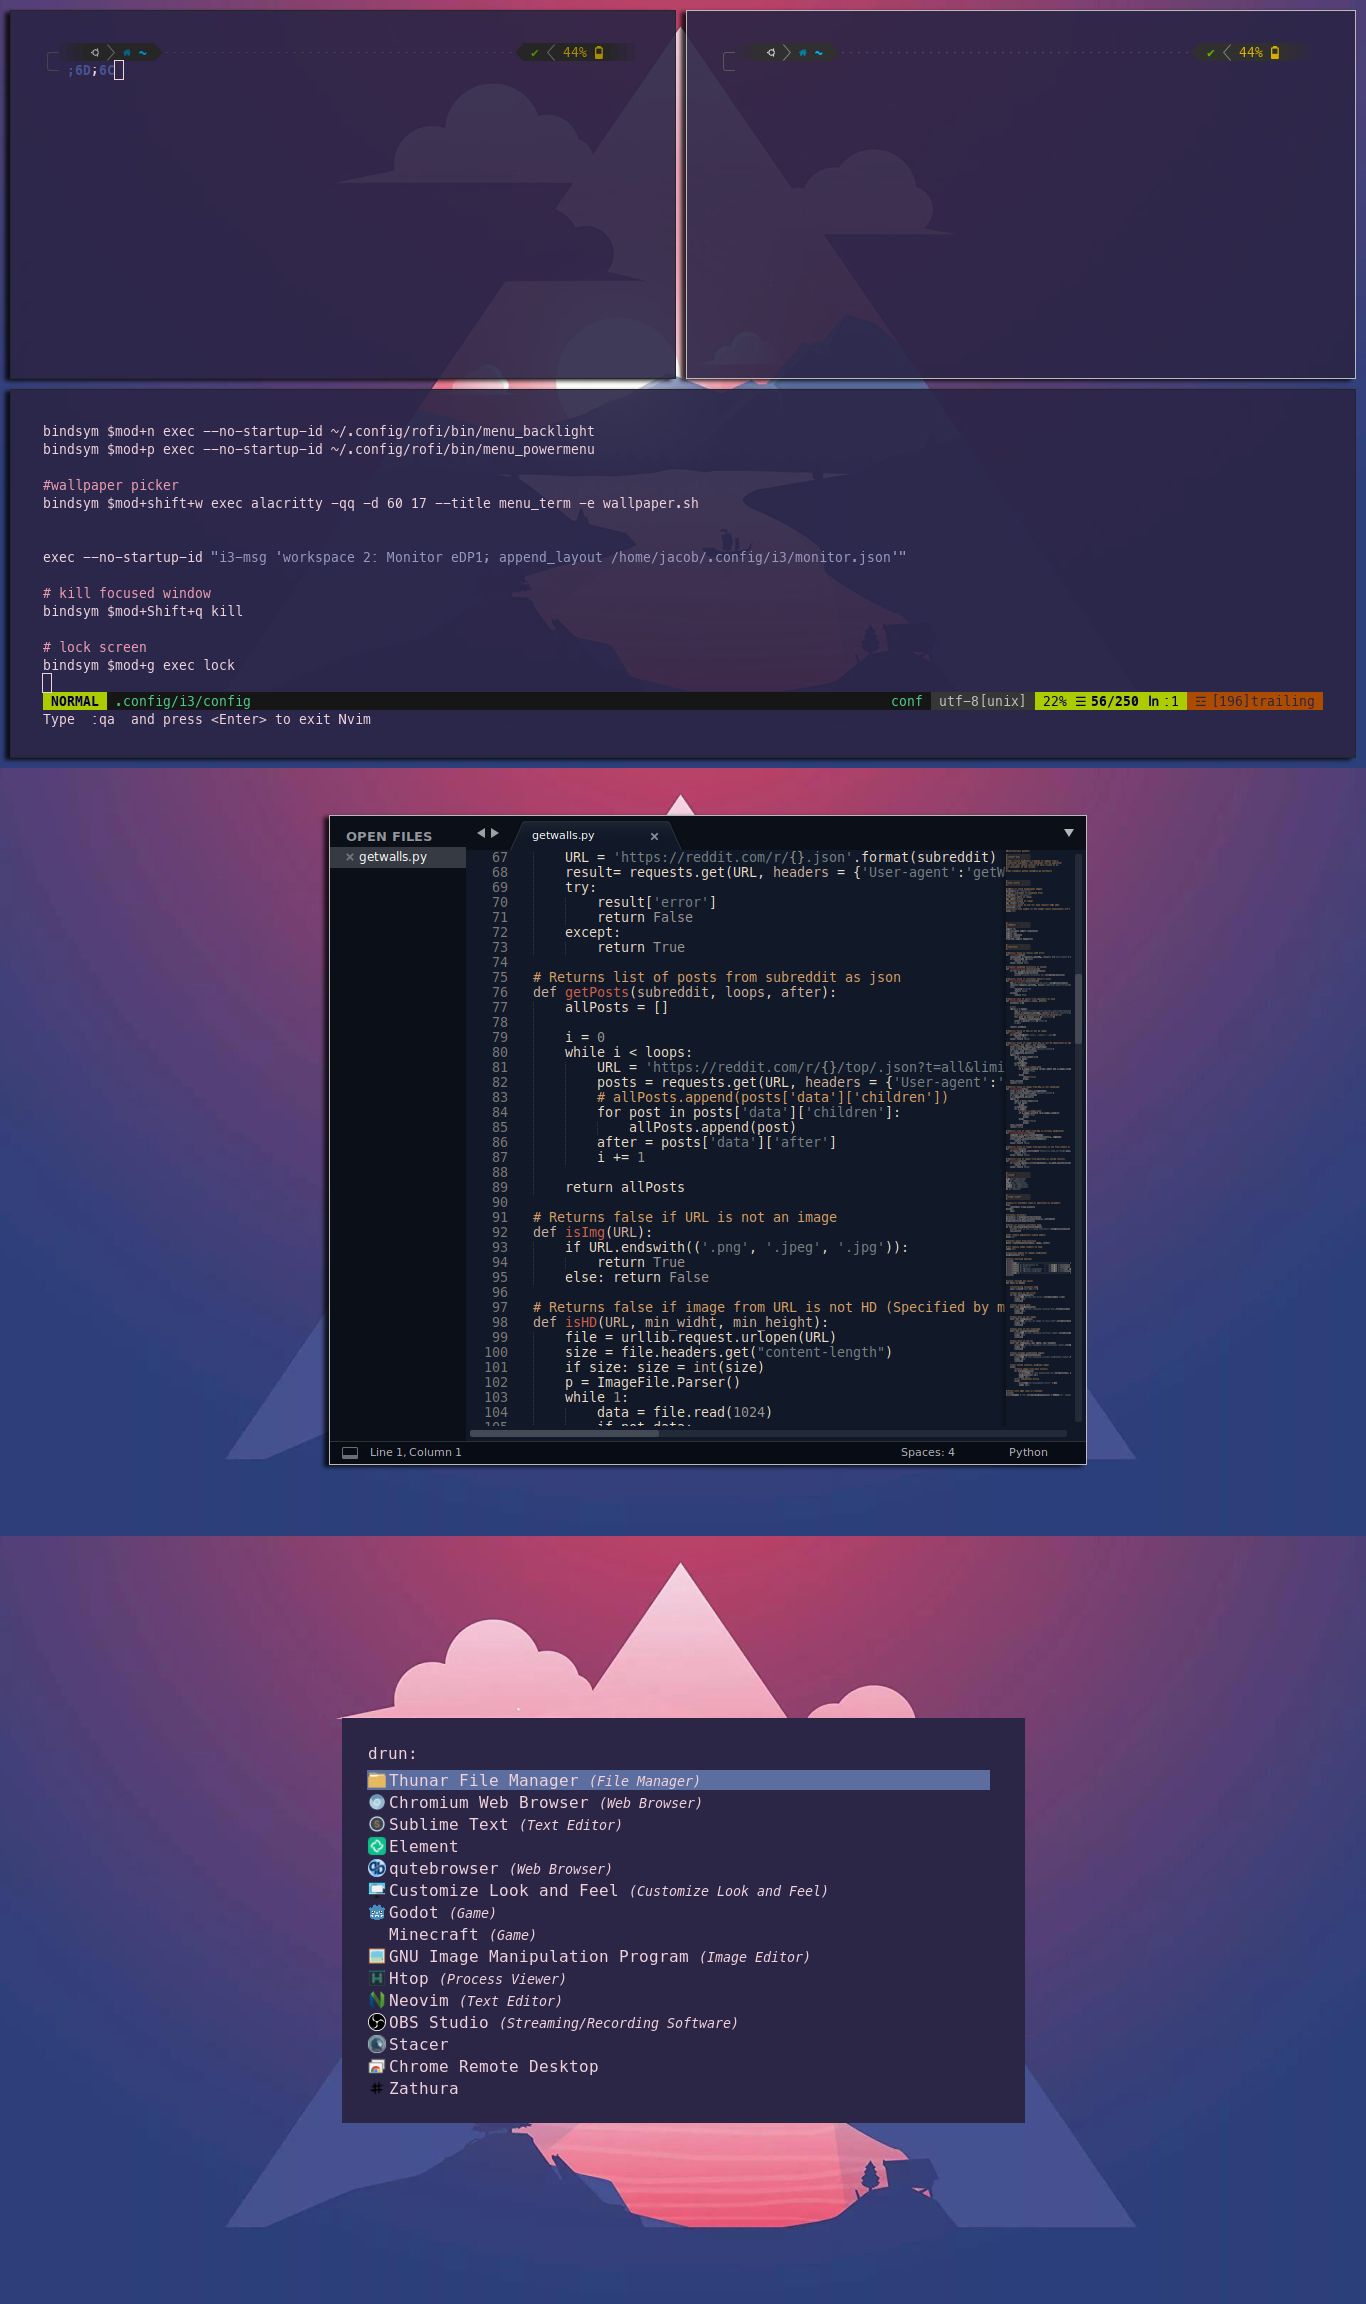 ~ ✔ 44%
;6D;6C
~ ✔ 44%
bindsym $mod+n exec --no-startup-id ~/.config/rofi/bin/menu_backlight
bindsym $mod+p exec --no-startup-id ~/.config/rofi/bin/menu_powermenu
#wallpaper picker
bindsym $mod+shift+w exec alacritty -qq -d 60 17 --title menu_term -e wallpaper.sh
exec --no-startup-id "i3-msg 'workspace 2: Monitor eDP1; append_layout /home/jacob/.config/i3/monitor.json'"
# kill focused window
bindsym $mod+Shift+q kill
# lock screen
bindsym $mod+g exec lock
NORMAL .config/i3/config conf utf-8[unix] 22% ☰ 56/250 ln :1 ☲ [196]trailing
Type :qa and press <Enter> to exit Nvim
OPEN FILES
getwalls.py
getwalls.py
67 URL = 'https://reddit.com/r/{}.json'.format(subreddit)
68 result= requests.get(URL, headers = {'User-agent':'getW
69 try:
70 result['error']
71 return False
72 except:
73 return True
74
75 # Returns list of posts from subreddit as json
76 def getPosts(subreddit, loops, after):
77 allPosts = []
78
79 i = 0
80 while i < loops:
81 URL = 'https://reddit.com/r/{}/top/.json?t=all&limi
82 posts = requests.get(URL, headers = {'User-agent':'
83 # allPosts.append(posts['data']['children'])
84 for post in posts['data']['children']:
85 allPosts.append(post)
86 after = posts['data']['after']
87 i += 1
88
89 return allPosts
90
91 # Returns false if URL is not an image
92 def isImg(URL):
93 if URL.endswith(('.png', '.jpeg', '.jpg')):
94 return True
95 else: return False
96
97 # Returns false if image from URL is not HD (Specified by m
98 def isHD(URL, min_widht, min_height):
99 file = urllib.request.urlopen(URL)
100 size = file.headers.get("content-length")
101 if size: size = int(size)
102 p = ImageFile.Parser()
103 while 1:
104 data = file.read(1024)
105 if not data:
Line 1, Column 1 Spaces: 4 Python
drun:
Thunar File Manager (File Manager)
Chromium Web Browser (Web Browser)
Sublime Text (Text Editor)
Element
qutebrowser (Web Browser)
Customize Look and Feel (Customize Look and Feel)
Godot (Game)
Minecraft (Game)
GNU Image Manipulation Program (Image Editor)
Htop (Process Viewer)
Neovim (Text Editor)
OBS Studio (Streaming/Recording Software)
Stacer
Chrome Remote Desktop
Zathura